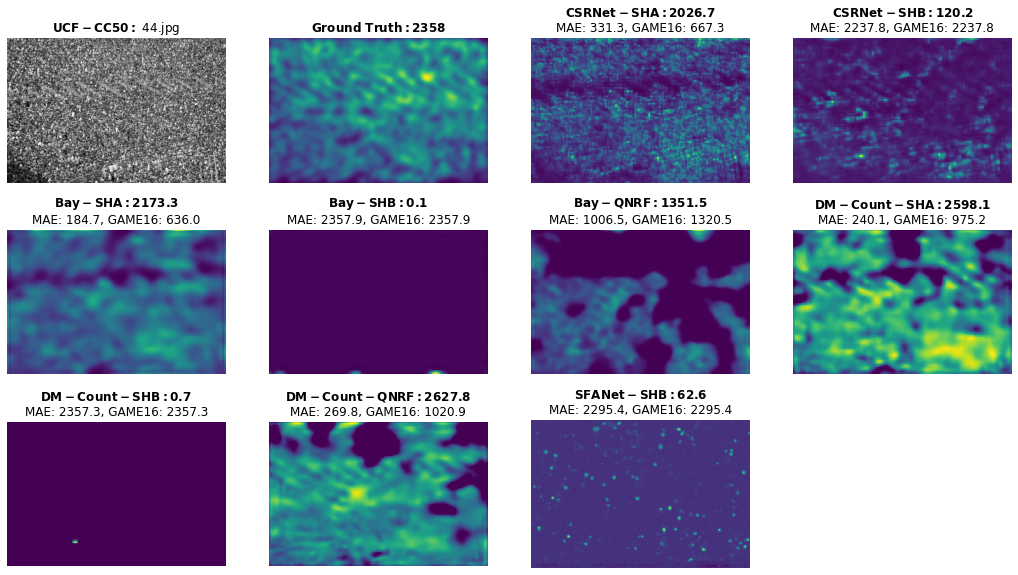 UCF − CC50 : 44.jpg
Ground Truth : 2358
CSRNet − SHA : 2026.7
MAE: 331.3, GAME16: 667.3
CSRNet − SHB : 120.2
MAE: 2237.8, GAME16: 2237.8
Bay − SHA : 2173.3
MAE: 184.7, GAME16: 636.0
Bay − SHB : 0.1
MAE: 2357.9, GAME16: 2357.9
Bay − QNRF : 1351.5
MAE: 1006.5, GAME16: 1320.5
DM − Count − SHA : 2598.1
MAE: 240.1, GAME16: 975.2
DM − Count − SHB : 0.7
MAE: 2357.3, GAME16: 2357.3
DM − Count − QNRF : 2627.8
MAE: 269.8, GAME16: 1020.9
SFANet − SHB : 62.6
MAE: 2295.4, GAME16: 2295.4